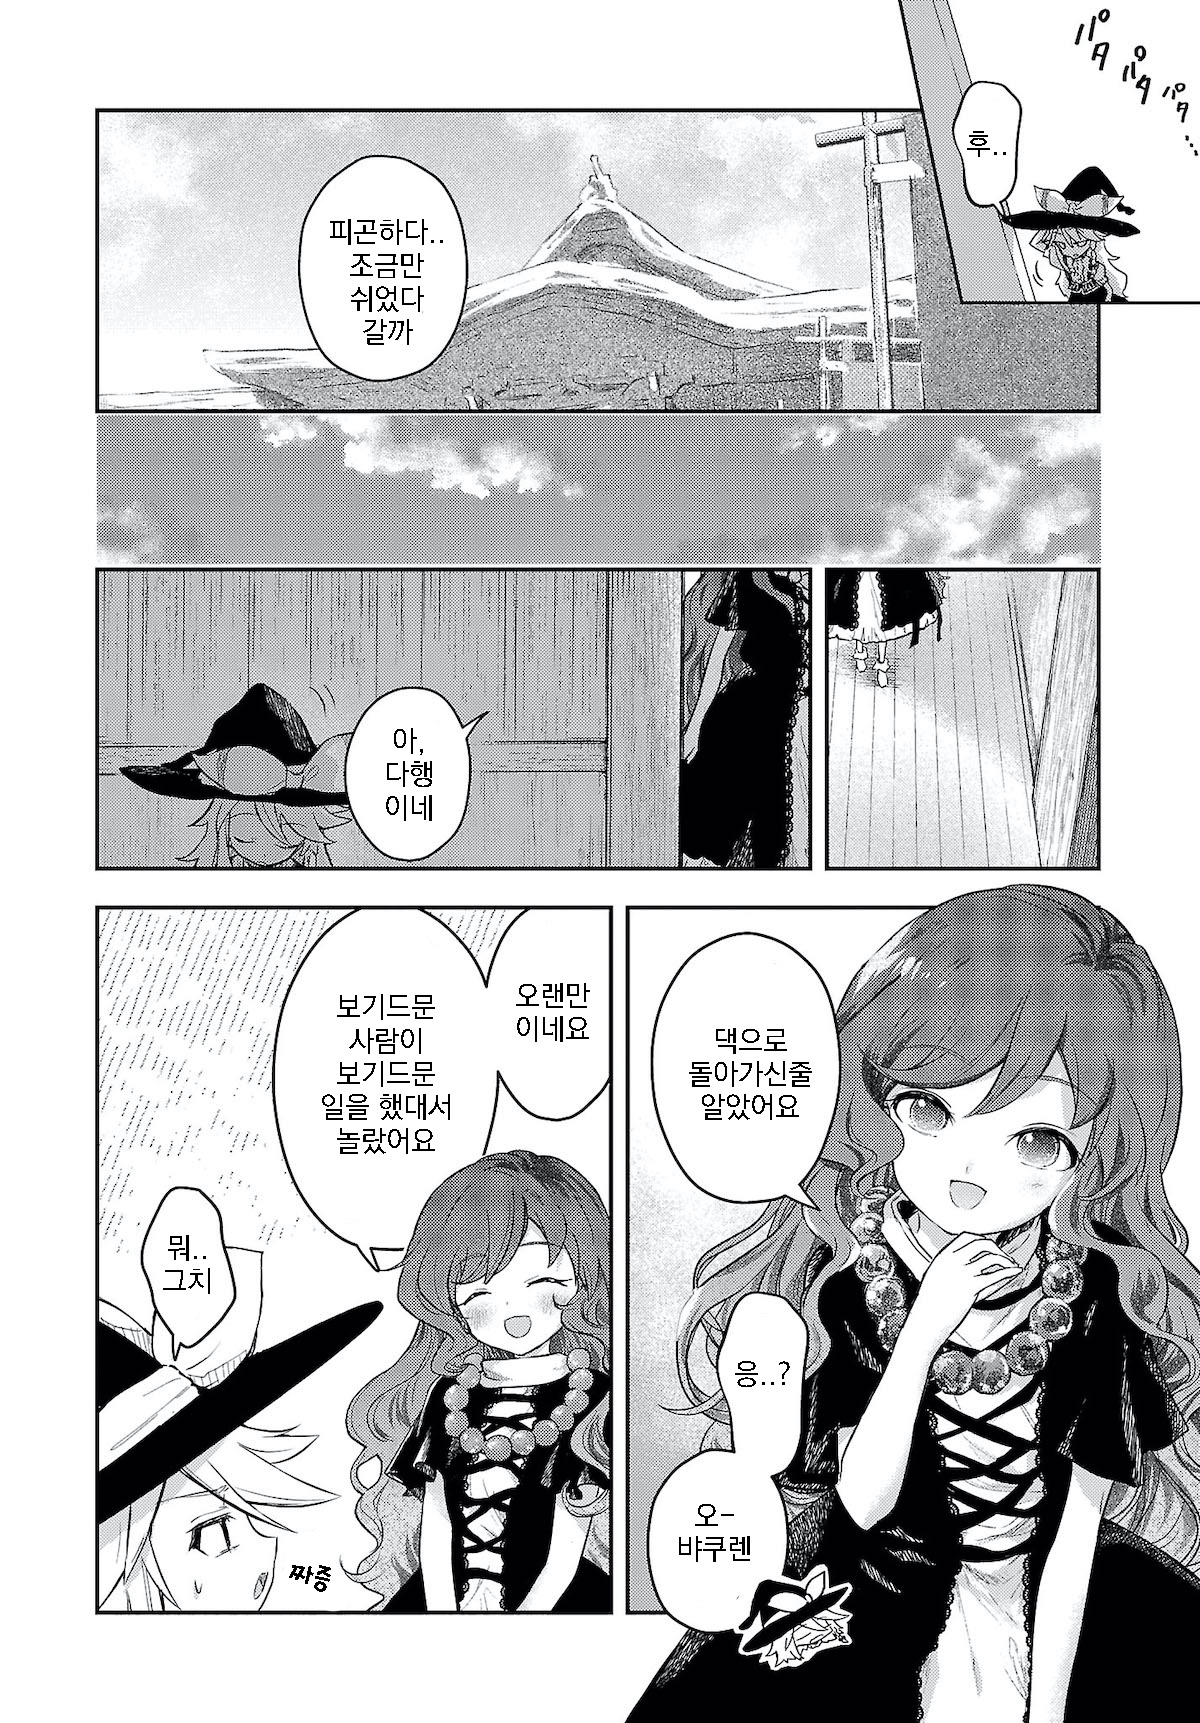 パタパタパタ…
후..
피곤하다..
조금만
쉬었다
갈까
아,
다행
이네
댁으로
돌아가신줄
알았어요
응..?
오-
뱌쿠렌
오랜만
이네요
보기드문
사람이
보기드문
일을 했대서
놀랐어요
뭐..
그치
짜증